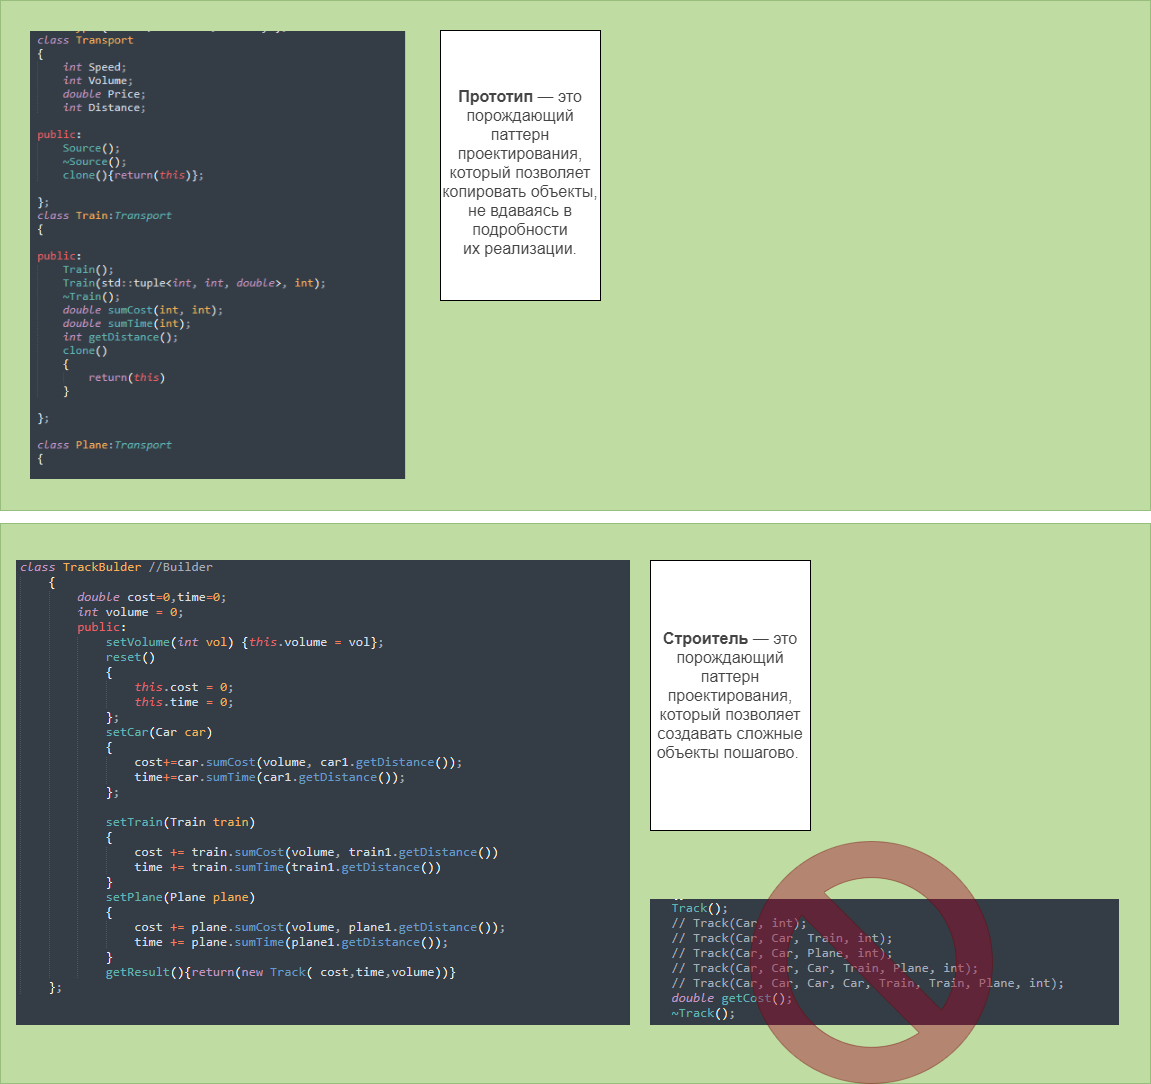 class Transport
{
int Speed;
int Volume;
double Price;
int Distance;
public:
Source();
~Source();
clone(){return(this)};
};
class Train:Transport
{
public:
Train();
Train(std::tuple<int, int, double>, int);
~Train();
double sumCost(int, int);
double sumTime(int);
int getDistance();
clone()
{
return(this)
}
};
class Plane:Transport
{
Прототип — это
порождающий
паттерн
проектирования,
который позволяет
копировать объекты,
не вдаваясь в
подробности
их реализации.
class TrackBulder //Builder
{
double cost=0,time=0;
int volume = 0;
public:
setVolume(int vol) {this.volume = vol};
reset()
{
this.cost = 0;
this.time = 0;
};
setCar(Car car)
{
cost+=car.sumCost(volume, car1.getDistance());
time+=car.sumTime(car1.getDistance());
};
setTrain(Train train)
{
cost += train.sumCost(volume, train1.getDistance())
time += train.sumTime(train1.getDistance())
}
setPlane(Plane plane)
{
cost += plane.sumCost(volume, plane1.getDistance());
time += plane.sumTime(plane1.getDistance());
}
getResult(){return(new Track( cost,time,volume))}
};
Строитель — это
порождающий
паттерн
проектирования,
который позволяет
создавать сложные
объекты пошагово.
Track();
// Track(Car, int);
// Track(Car, Car, Train, int);
// Track(Car, Car, Plane, int);
// Track(Car, Car, Car, Train, Plane, int);
// Track(Car, Car, Car, Car, Train, Train, Plane, int);
double getCost();
~Track();